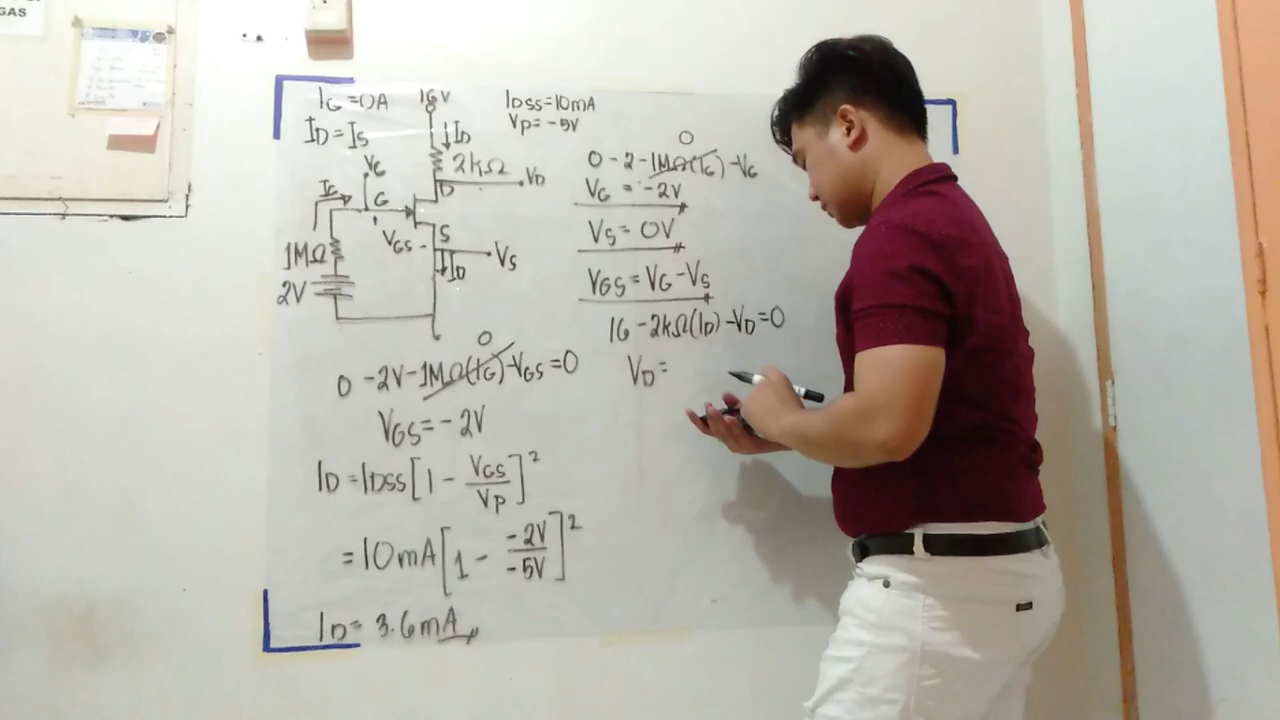 GAS
IG = 0A
ID = IS
16V
IDSS = 10mA
VP = -5V
ID
2kΩ
D
VD
VG
IG
G
VGS -
S
VS
ID
1MΩ
2V
0
0 - 2 - 1MΩ(IG) - VG
VG = -2V
VS = 0V
VGS = VG - VS
16 - 2kΩ(ID) - VD = 0
VD =
0
0 - 2V - 1MΩ(IG) - VGS = 0
VGS = - 2V
ID = IDSS [1 - VGS/VP]²
= 10mA [1 - -2V/-5V]²
ID = 3.6mA